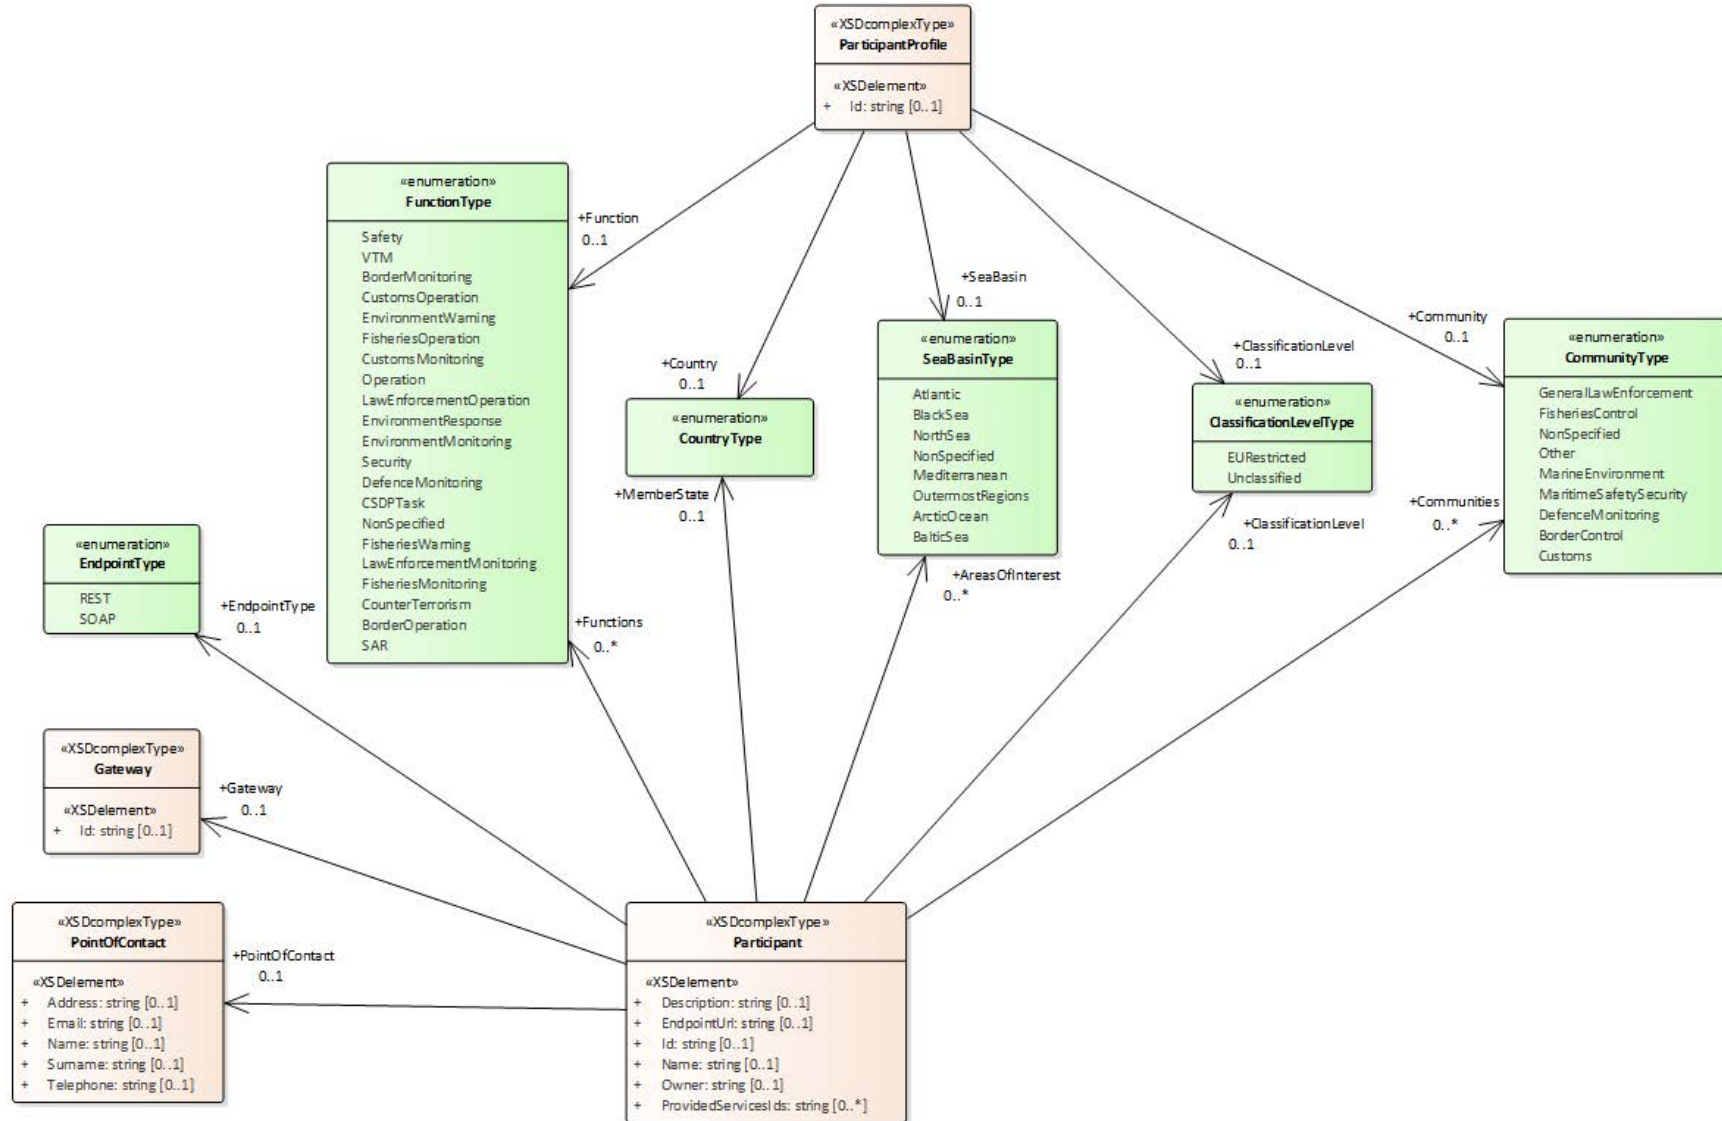 «XSDcomplexType»
ParticipantProfile
«XSDelement»
+ Id: string [0..1]
«enumeration»
FunctionType
Safety
VTM
BorderMonitoring
CustomsOperation
EnvironmentWarning
FisheriesOperation
CustomsMonitoring
Operation
LawEnforcementOperation
EnvironmentResponse
EnvironmentMonitoring
Security
DefenceMonitoring
CSDPTask
NonSpecified
FisheriesWarning
LawEnforcementMonitoring
FisheriesMonitoring
CounterTerrorism
BorderOperation
SAR
+Function
0..1
+SeaBasin
0..1
«enumeration»
SeaBasinType
Atlantic
BlackSea
NorthSea
NonSpecified
Mediterranean
OutermostRegions
ArcticOcean
BalticSea
+Country
0..1
«enumeration»
CountryType
+MemberState
0..1
+ClassificationLevel
0..1
«enumeration»
ClassificationLevelType
EURestricted
Unclassified
+ClassificationLevel
0..1
+Community
0..1
«enumeration»
CommunityType
GeneralLawEnforcement
FisheriesControl
NonSpecified
Other
MarineEnvironment
MaritimeSafetySecurity
DefenceMonitoring
BorderControl
Customs
+Communities
0..*
+AreasOfInterest
0..*
«enumeration»
EndpointType
REST
SOAP
+EndpointType
0..1
+Functions
0..*
«XSDcomplexType»
Gateway
«XSDelement»
+ Id: string [0..1]
+Gateway
0..1
«XSDcomplexType»
PointOfContact
«XSDelement»
+ Address: string [0..1]
+ Email: string [0..1]
+ Name: string [0..1]
+ Surname: string [0..1]
+ Telephone: string [0..1]
+PointOfContact
0..1
«XSDcomplexType»
Participant
«XSDelement»
+ Description: string [0..1]
+ EndpointUrl: string [0..1]
+ Id: string [0..1]
+ Name: string [0..1]
+ Owner: string [0..1]
+ ProvidedServicesIds: string [0..*]